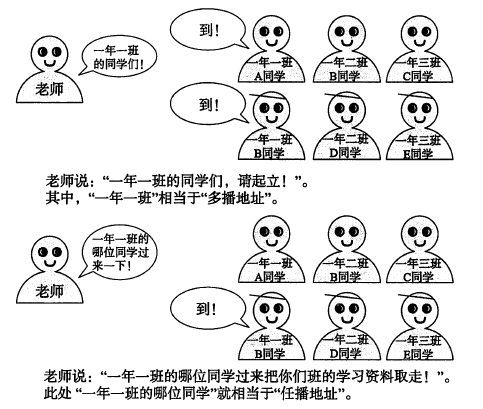 到！
一年一班
的同学们！
老师
一年一班
A同学
一年二班
B同学
一年三班
C同学
到！
一年一班
B同学
一年二班
D同学
一年三班
E同学
老师说：“一年一班的同学们，请起立！”。
其中，“一年一班”相当于“多播地址”。
一年一班的
哪位同学过
来一下！
老师
一年一班
A同学
一年二班
B同学
一年三班
C同学
到！
一年一班
B同学
一年二班
D同学
一年三班
E同学
老师说：“一年一班的哪位同学过来把你们班的学习资料取走！”。
此处 “一年一班的哪位同学”就相当于“任播地址”。